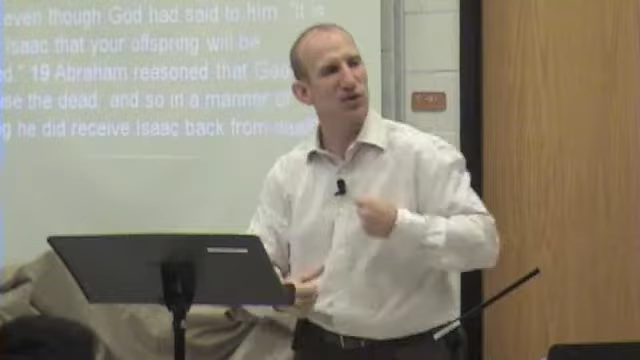 even though God had said to him, "It is
Isaac that your offspring will be
d." 19 Abraham reasoned that
se the dead, and so in a manner
g he did receive Isaac back from